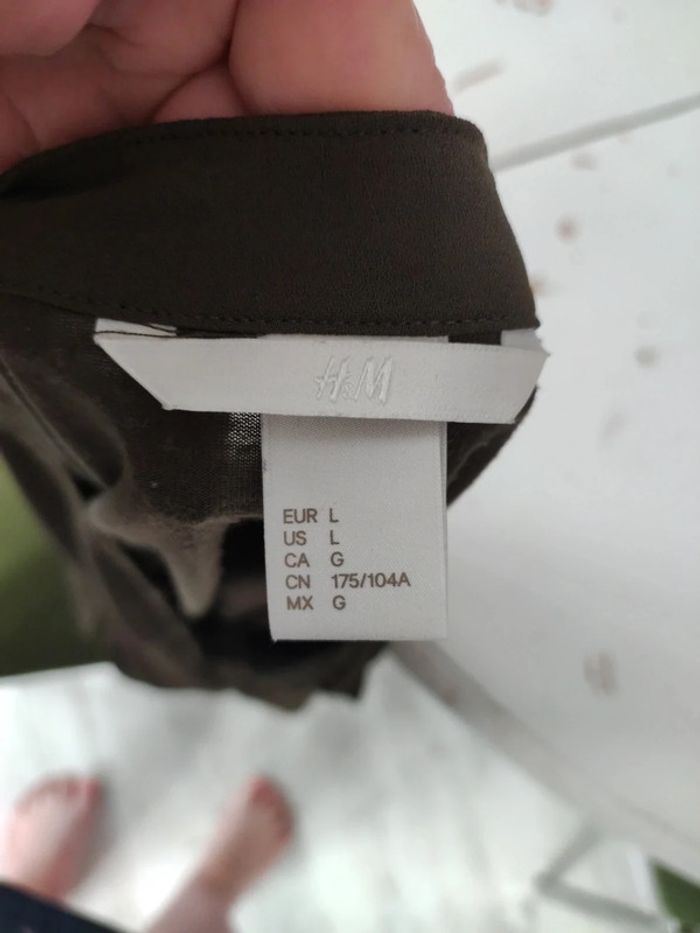 H&M
EUR L
US L
CA G
CN 175/104A
MX G